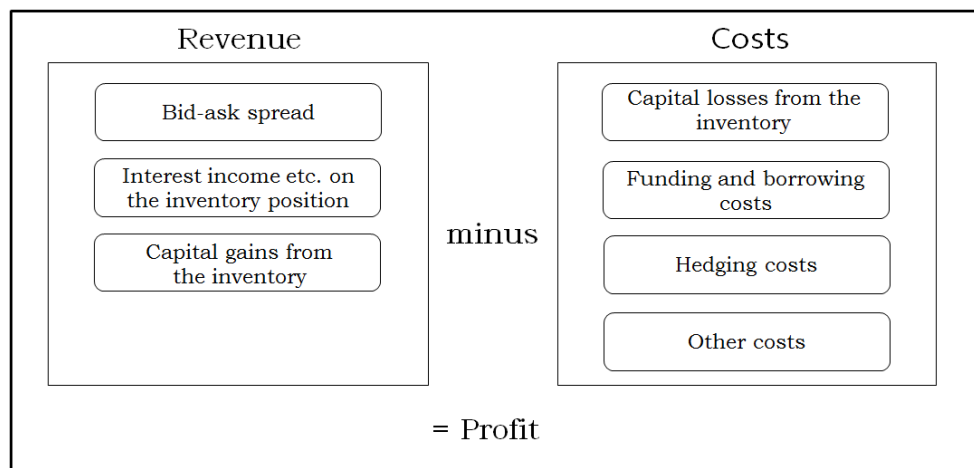 Revenue
Bid-ask spread
Interest income etc. on
the inventory position
Capital gains from
the inventory
minus
Costs
Capital losses from the
inventory
Funding and borrowing
costs
Hedging costs
Other costs
= Profit